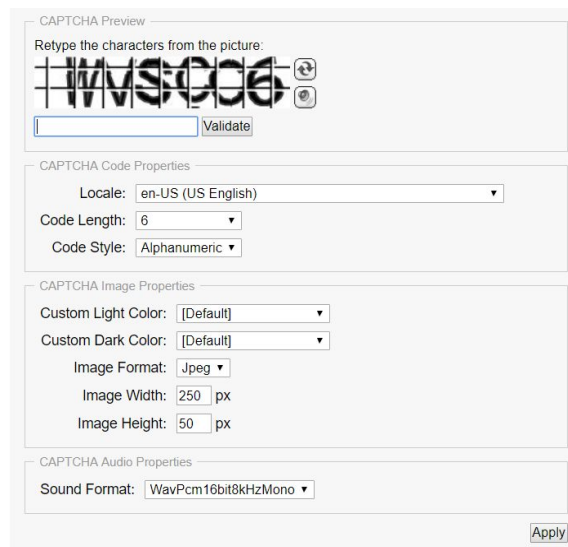 CAPTCHA Preview
Retype the characters from the picture:
WVSCC6
Validate
CAPTCHA Code Properties
Locale: en-US (US English)
Code Length: 6
Code Style: Alphanumeric
CAPTCHA Image Properties
Custom Light Color: [Default]
Custom Dark Color: [Default]
Image Format: Jpeg
Image Width: 250 px
Image Height: 50 px
CAPTCHA Audio Properties
Sound Format: WavPcm16bit8kHzMono
Apply